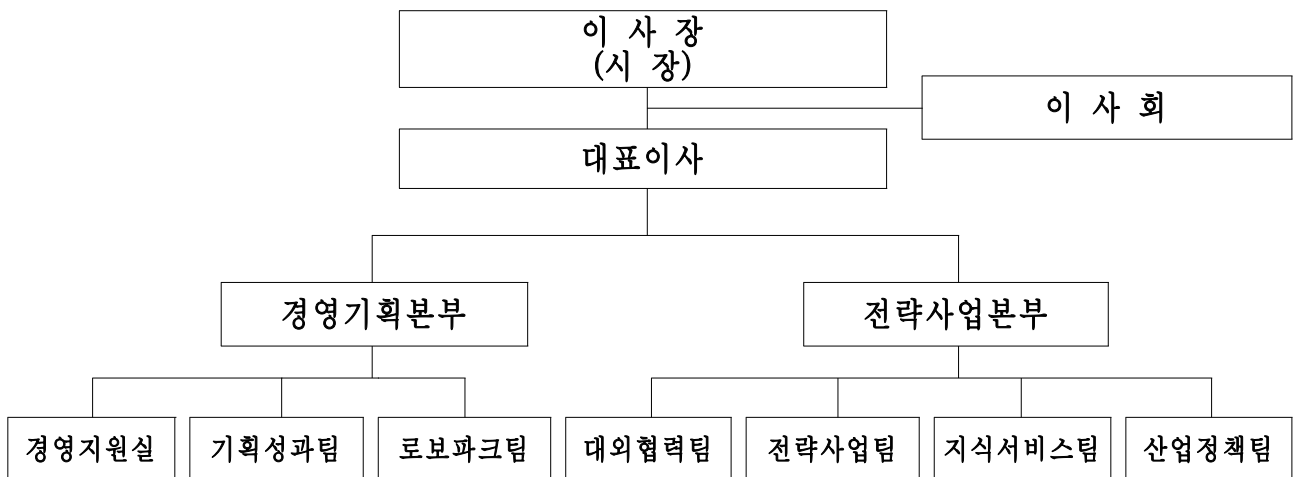 이 사 장
(시 장)
이 사 회
대표이사
경영기획본부
전략사업본부
경영지원실
기획성과팀
로보파크팀
대외협력팀
전략사업팀
지식서비스팀
산업정책팀